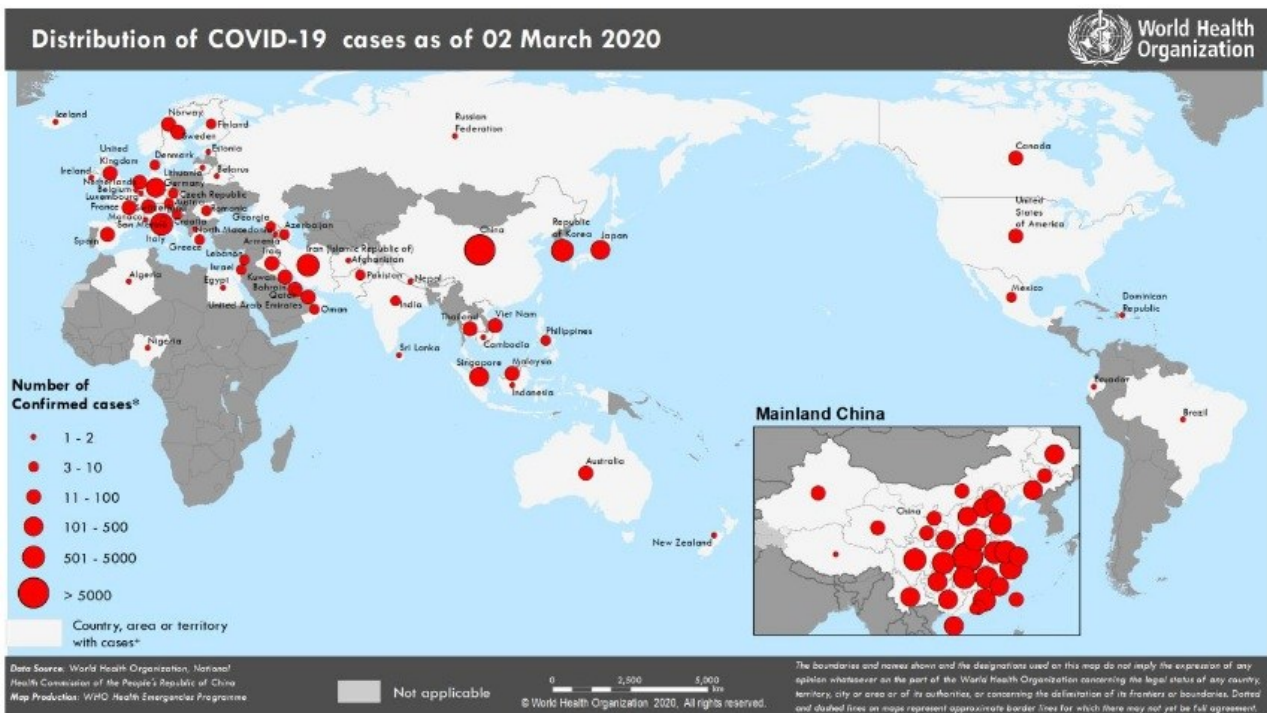 Distribution of COVID-19 cases as of 02 March 2020
World Health
Organization
Iceland
Norway
Finland
Sweden
Estonia
Russian
Federation
United
Kingdom
Denmark
Lithuania
Belarus
Ireland
Netherlands
Germany
Belgium
Czech Republic
Luxembourg
Austria
France
Romania
Monaco
Croatia
San Marino
North Macedonia
Spain
Italy
Greece
Georgia
Azerbaijan
Armenia
Lebanon
Iraq
Iran (Islamic Republic of)
Afghanistan
Israel
Kuwait
Pakistan
Nepal
Algeria
Egypt
Bahrain
Qatar
India
United Arab Emirates
Oman
China
Republic
of Korea
Japan
Thailand
Viet Nam
Philippines
Cambodia
Nigeria
Sri Lanka
Singapore
Malaysia
Indonesia
Australia
New Zealand
Canada
United
States
of America
Mexico
Dominican
Republic
Ecuador
Brazil
Number of
Confirmed cases*
1 - 2
3 - 10
11 - 100
101 - 500
501 - 5000
> 5000
Country, area or territory
with cases*
Mainland China
China
Data Source: World Health Organization, National
Health Commission of the People's Republic of China
Map Production: WHO Health Emergencies Programme
Not applicable
0 2,500 5,000
km
© World Health Organization 2020, All rights reserved.
The boundaries and names shown and the designations used on this map do not imply the expression of any
opinion whatsoever on the part of the World Health Organization concerning the legal status of any country,
territory, city or area or of its authorities, or concerning the delimitation of its frontiers or boundaries. Dotted
and dashed lines on maps represent approximate border lines for which there may not yet be full agreement.